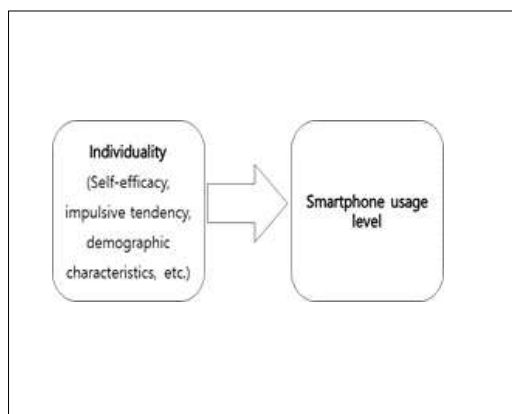 Individuality
(Self-efficacy,
impulsive tendency,
demographic
characteristics, etc.)
Smartphone usage
level